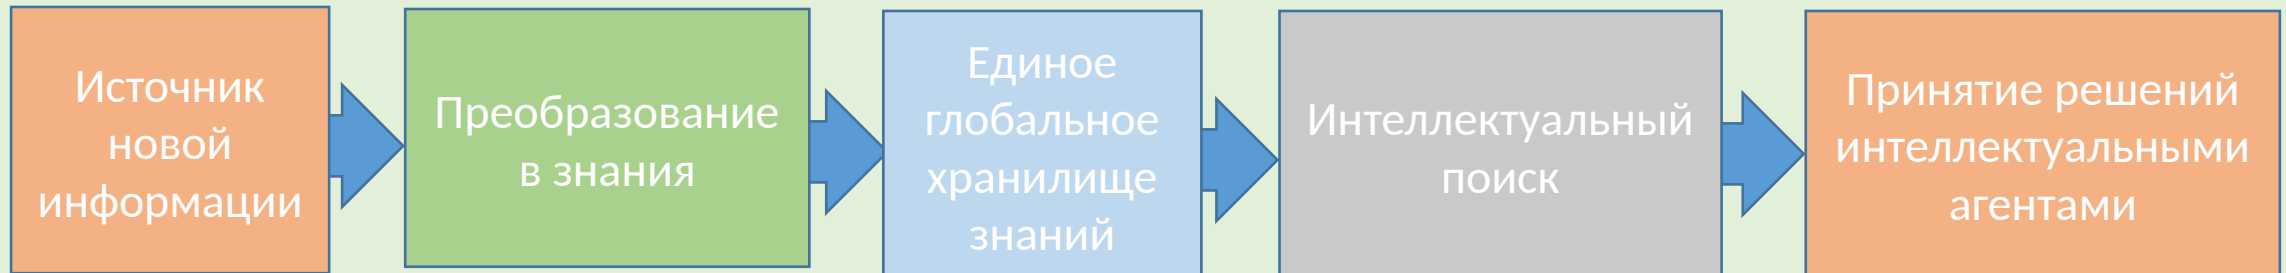 Источник
новой
информации
Преобразование
в знания
Единое
глобальное
хранилище
знаний
Интеллектуальный
поиск
Принятие решений
интеллектуальными
агентами